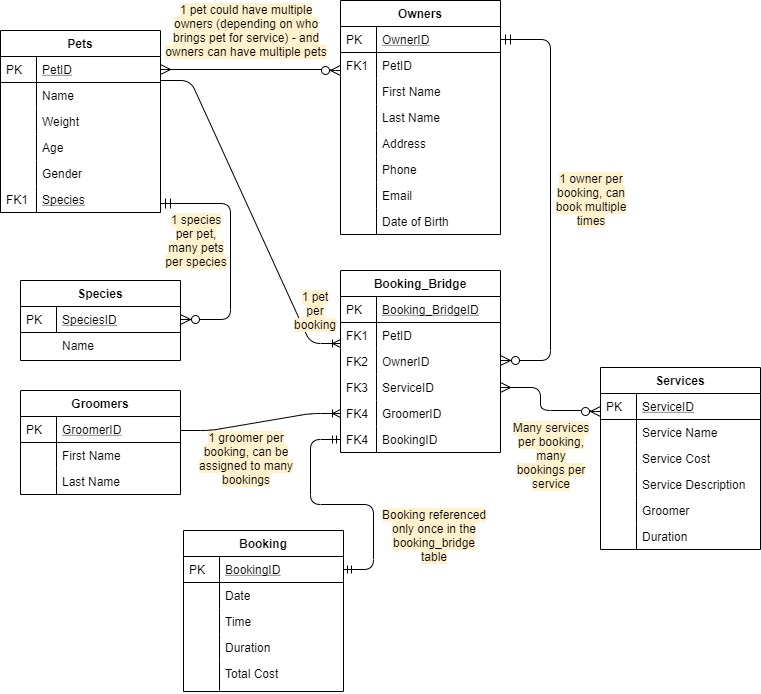 1 pet could have multiple
owners (depending on who
brings pet for service) - and
owners can have multiple pets
Pets
PK PetID
Name
Weight
Age
Gender
FK1 Species
Owners
PK OwnerID
FK1 PetID
First Name
Last Name
Address
Phone
Email
Date of Birth
1 owner per
booking, can
book multiple
times
1 species
per pet,
many pets
per species
Species
PK SpeciesID
Name
1 pet
per
booking
Booking_Bridge
PK Booking_BridgeID
FK1 PetID
FK2 OwnerID
FK3 ServiceID
FK4 GroomerID
FK4 BookingID
Groomers
PK GroomerID
First Name
Last Name
1 groomer per
booking, can be
assigned to many
bookings
Services
PK ServiceID
Service Name
Service Cost
Service Description
Groomer
Duration
Many services
per booking,
many
bookings per
service
Booking referenced
only once in the
booking_bridge
table
Booking
PK BookingID
Date
Time
Duration
Total Cost